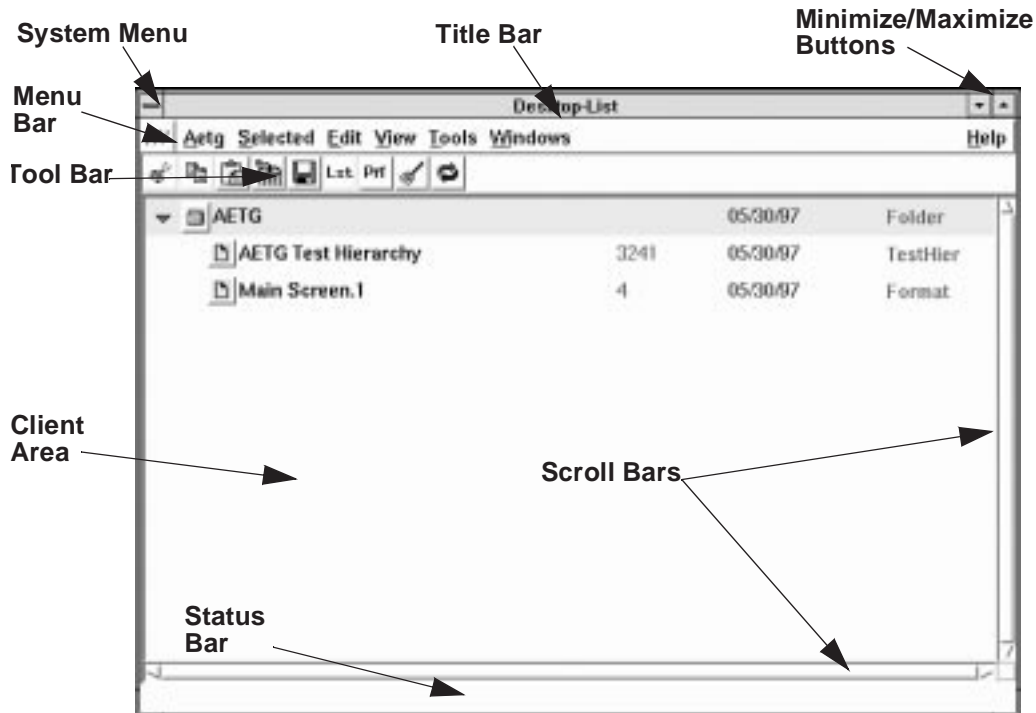 System Menu
Title Bar
Minimize/Maximize
Buttons
Menu
Bar
Desktop-List
Aetg Selected Edit View Tools Windows Help
Tool Bar
Lst Prf
AETG 05/30/97 Folder
AETG Test Hierarchy 3241 05/30/97 TestHier
Main Screen.1 4 05/30/97 Format
Client
Area
Scroll Bars
Status
Bar